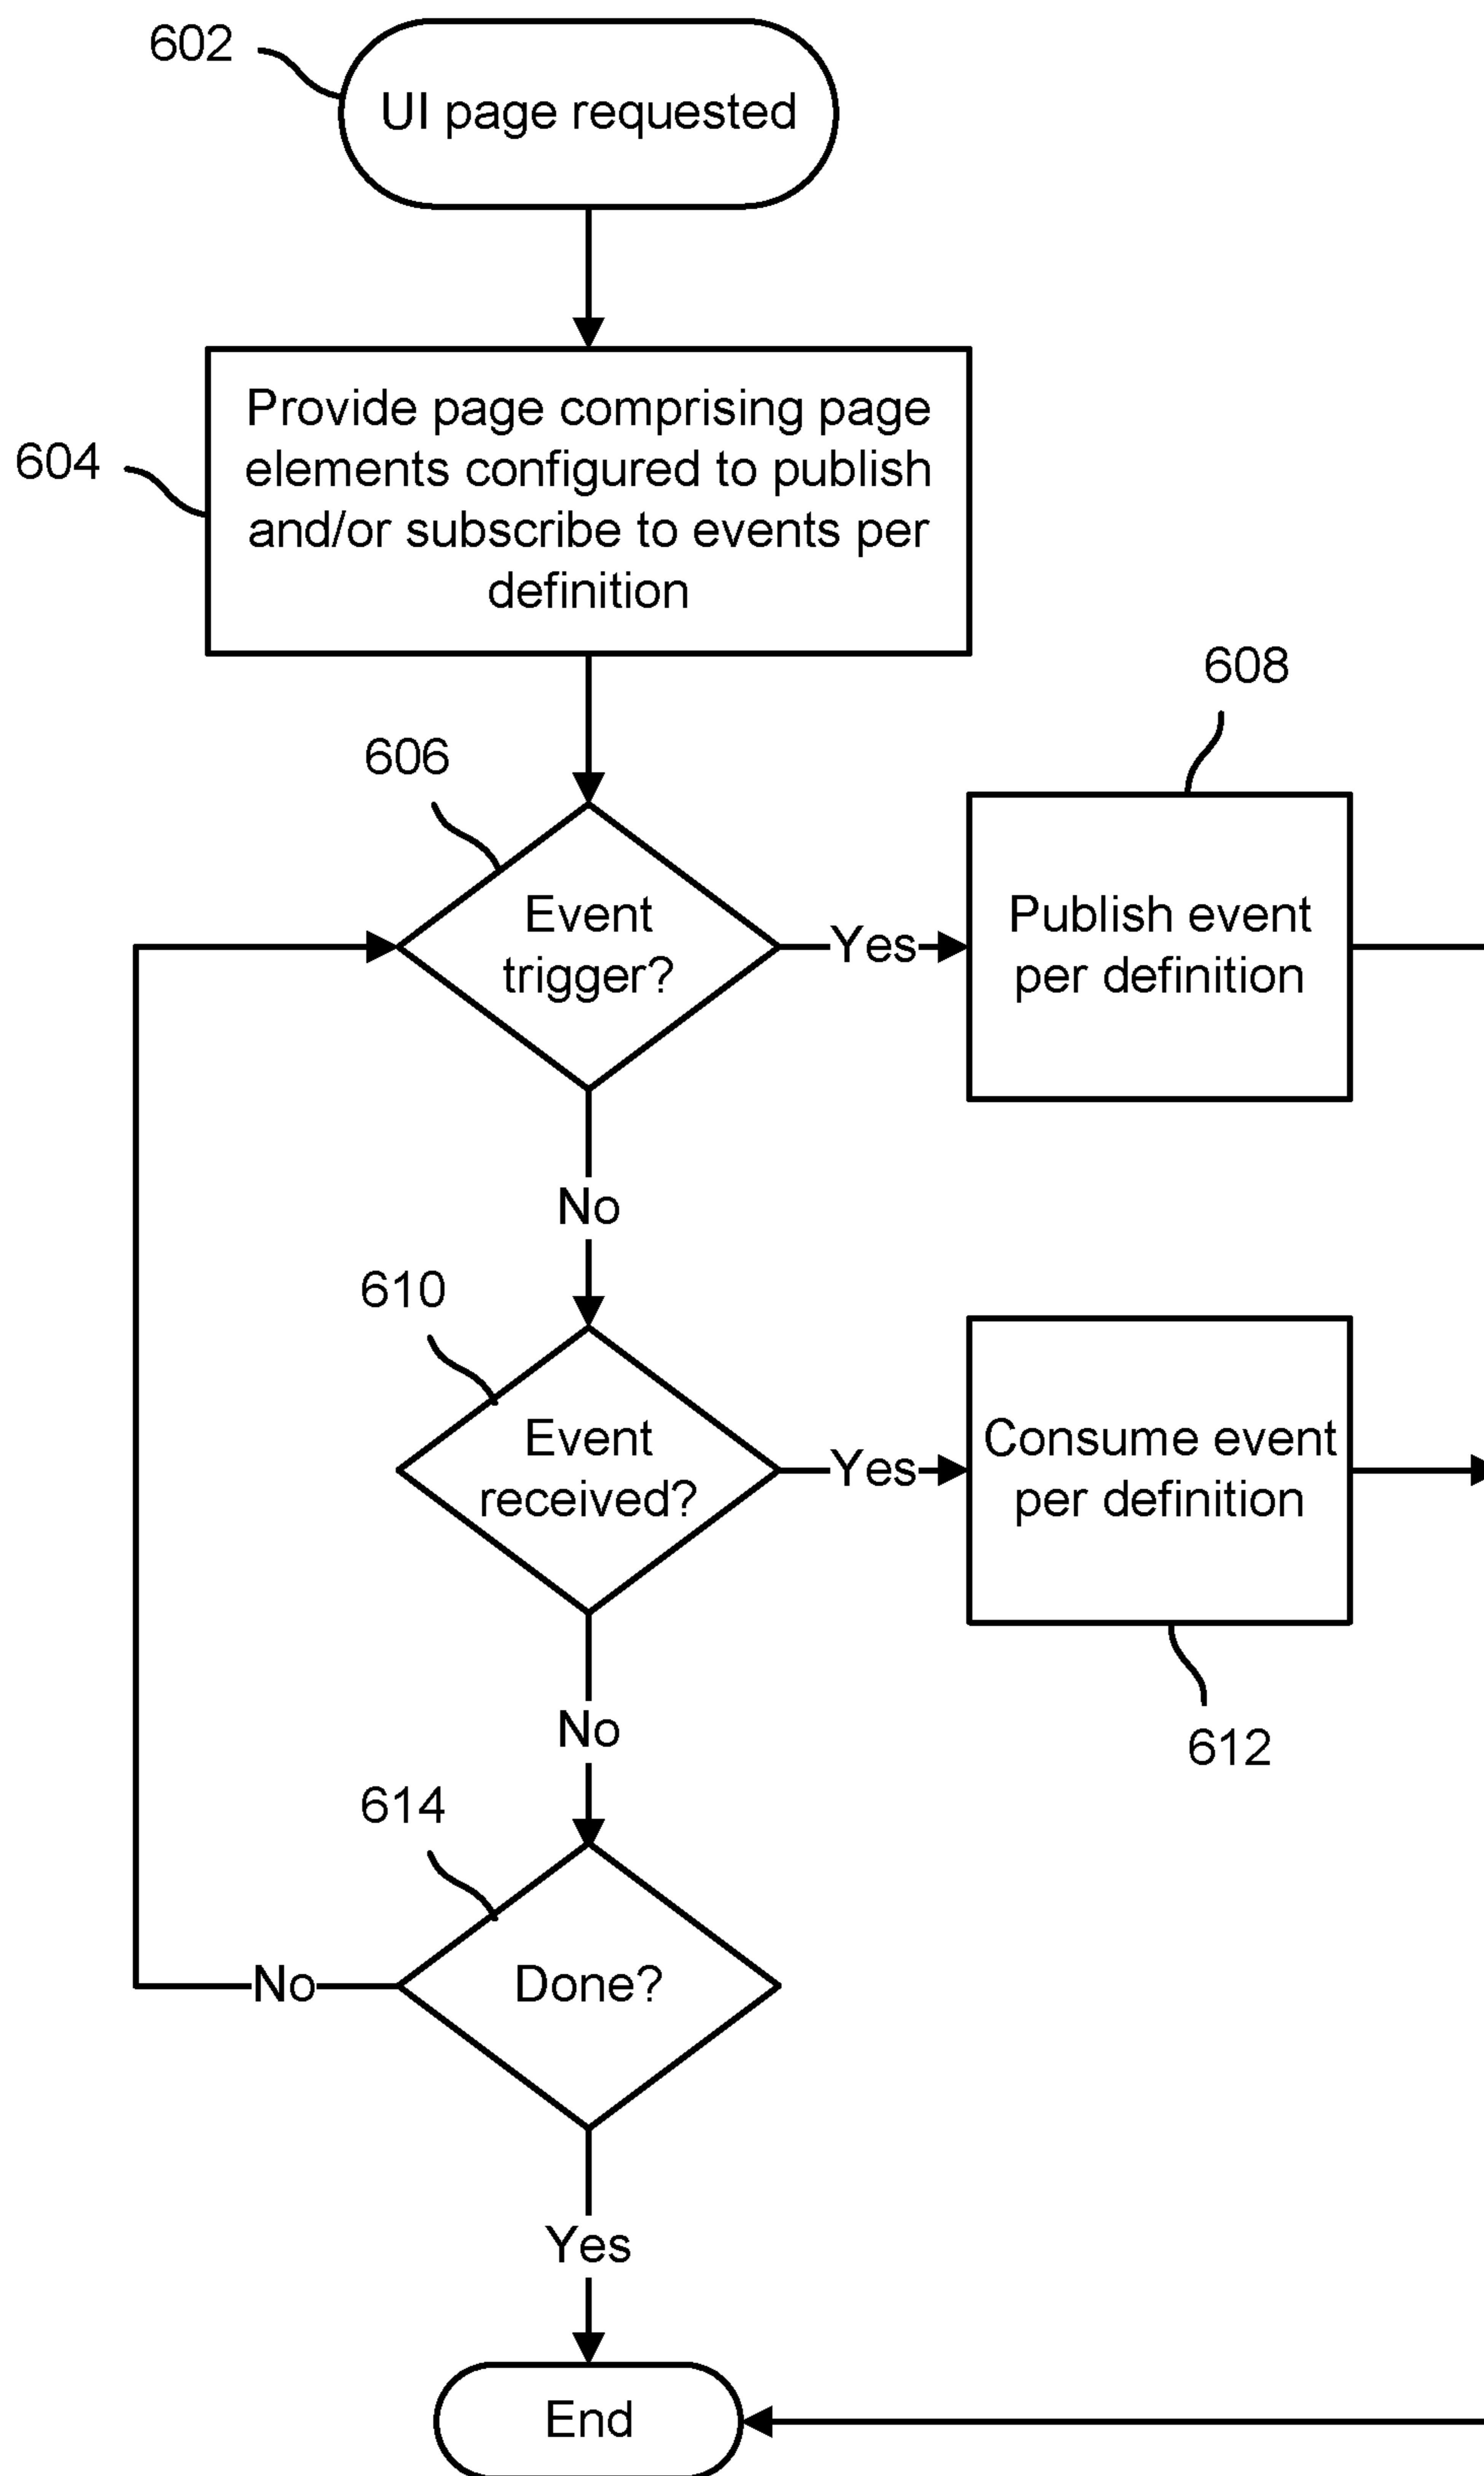 602
UI page requested
604
Provide page comprising page
elements configured to publish
and/or subscribe to events per
definition
606
608
Event
trigger?
Yes
Publish event
per definition
No
610
Event
received?
Yes
Consume event
per definition
No
612
614
Done?
No
Yes
End